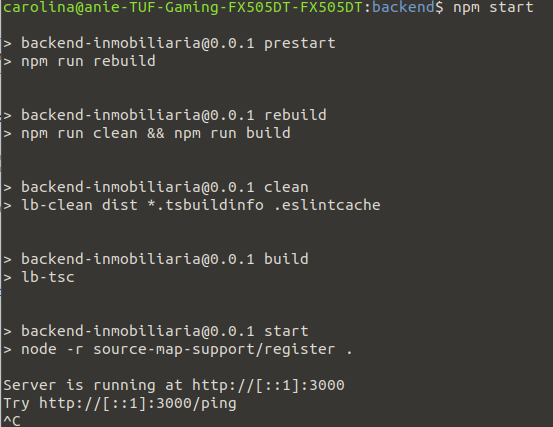 carolina@anie-TUF-Gaming-FX505DT-FX505DT:backend$ npm start
> backend-inmobiliaria@0.0.1 prestart
> npm run rebuild
> backend-inmobiliaria@0.0.1 rebuild
> npm run clean && npm run build
> backend-inmobiliaria@0.0.1 clean
> lb-clean dist *.tsbuildinfo .eslintcache
> backend-inmobiliaria@0.0.1 build
> lb-tsc
> backend-inmobiliaria@0.0.1 start
> node -r source-map-support/register .
Server is running at http://[::1]:3000
Try http://[::1]:3000/ping
^C